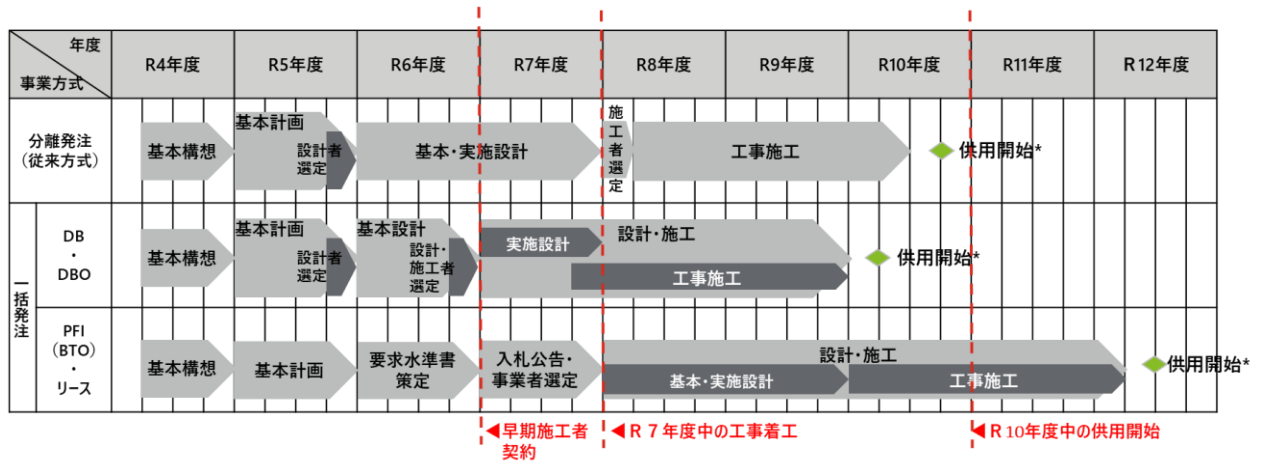 年度
事業方式
R4年度
R5年度
R6年度
R7年度
R8年度
R9年度
R10年度
R11年度
R12年度
分離発注
（従来方式）
基本構想
基本計画
設計者
選定
基本・実施設計
施
工
者
選
定
工事施工
供用開始*
一
括
発
注
DB
・
DBO
基本構想
基本計画
設計者
選定
基本設計
設計・
施工者
選定
設計・施工
実施設計
工事施工
供用開始*
PFI
（BTO）
・
リース
基本構想
基本計画
要求水準書
策定
入札公告・
事業者選定
設計・施工
基本・実施設計
工事施工
供用開始*
◀早期施工者
契約
◀R７年度中の工事着工
◀R10年度中の供用開始